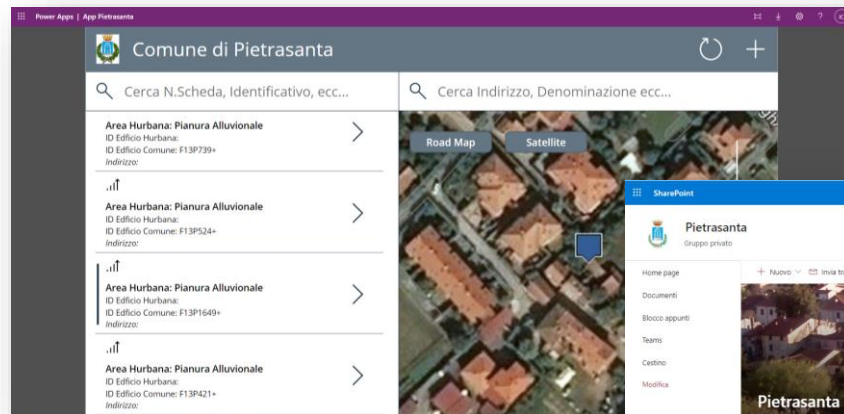 Power Apps | App Pietrasanta
?
Comune di Pietrasanta
Cerca N.Scheda, Identificativo, ecc...
Cerca Indirizzo, Denominazione ecc...
Area Hurbana: Pianura Alluvionale
ID Edificio Hurbana:
ID Edificio Comune: F13P739+
Indirizzo:
Area Hurbana: Pianura Alluvionale
ID Edificio Hurbana:
ID Edificio Comune: F13P524+
Indirizzo:
Area Hurbana: Pianura Alluvionale
ID Edificio Hurbana:
ID Edificio Comune: F13P1649+
Indirizzo:
Area Hurbana: Pianura Alluvionale
ID Edificio Hurbana:
ID Edificio Comune: F13P421+
Indirizzo:
Road Map
Satellite
SharePoint
Pietrasanta
Gruppo privato
Home page
Documenti
Blocco appunti
Teams
Cestino
Modifica
+ Nuovo
Invia
Pietrasanta